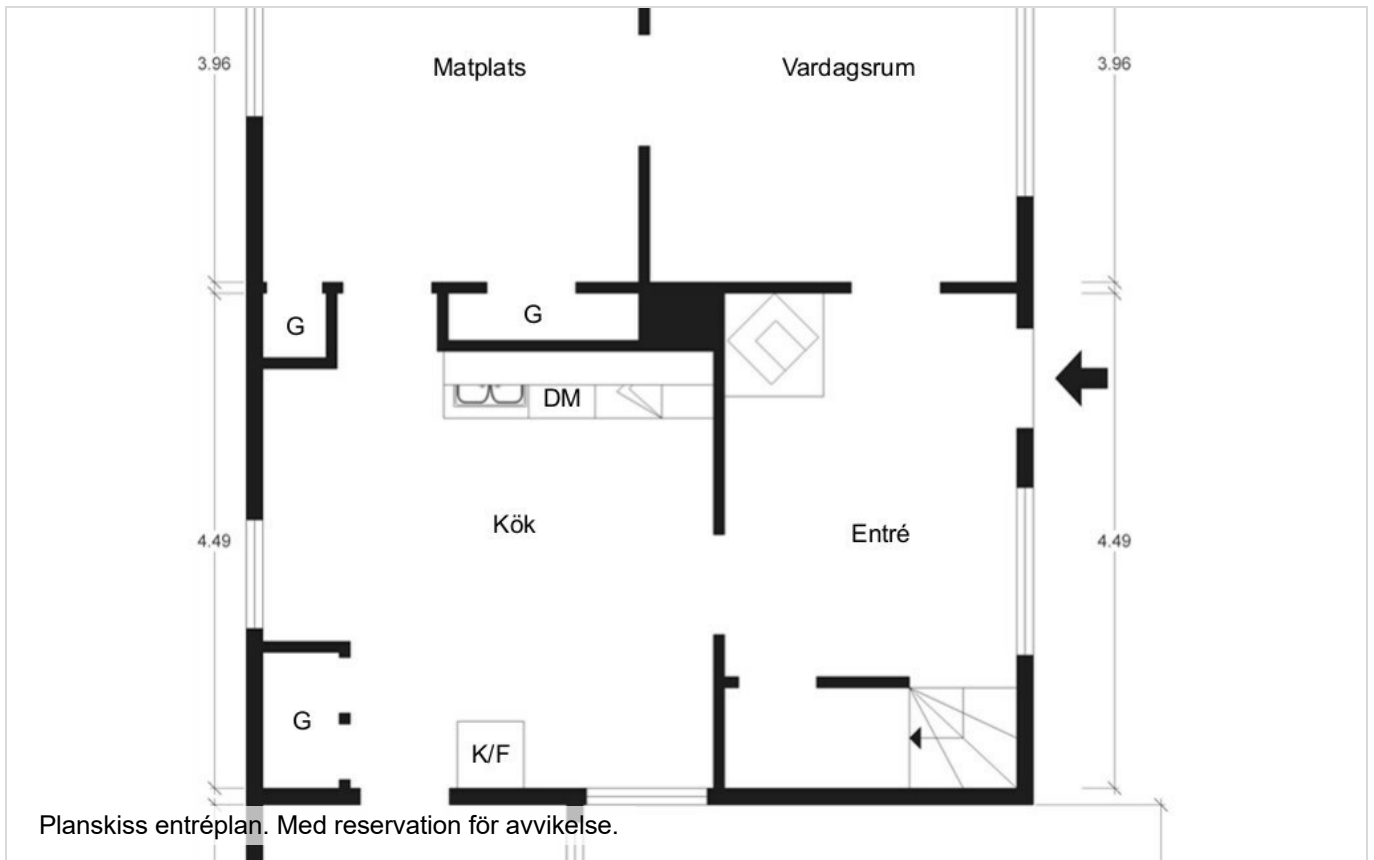 3.96
Matplats
Vardagsrum
3.96
G
G
DM
Kök
Entré
4.49
4.49
G
K/F
Planskiss entréplan. Med reservation för avvikelse.